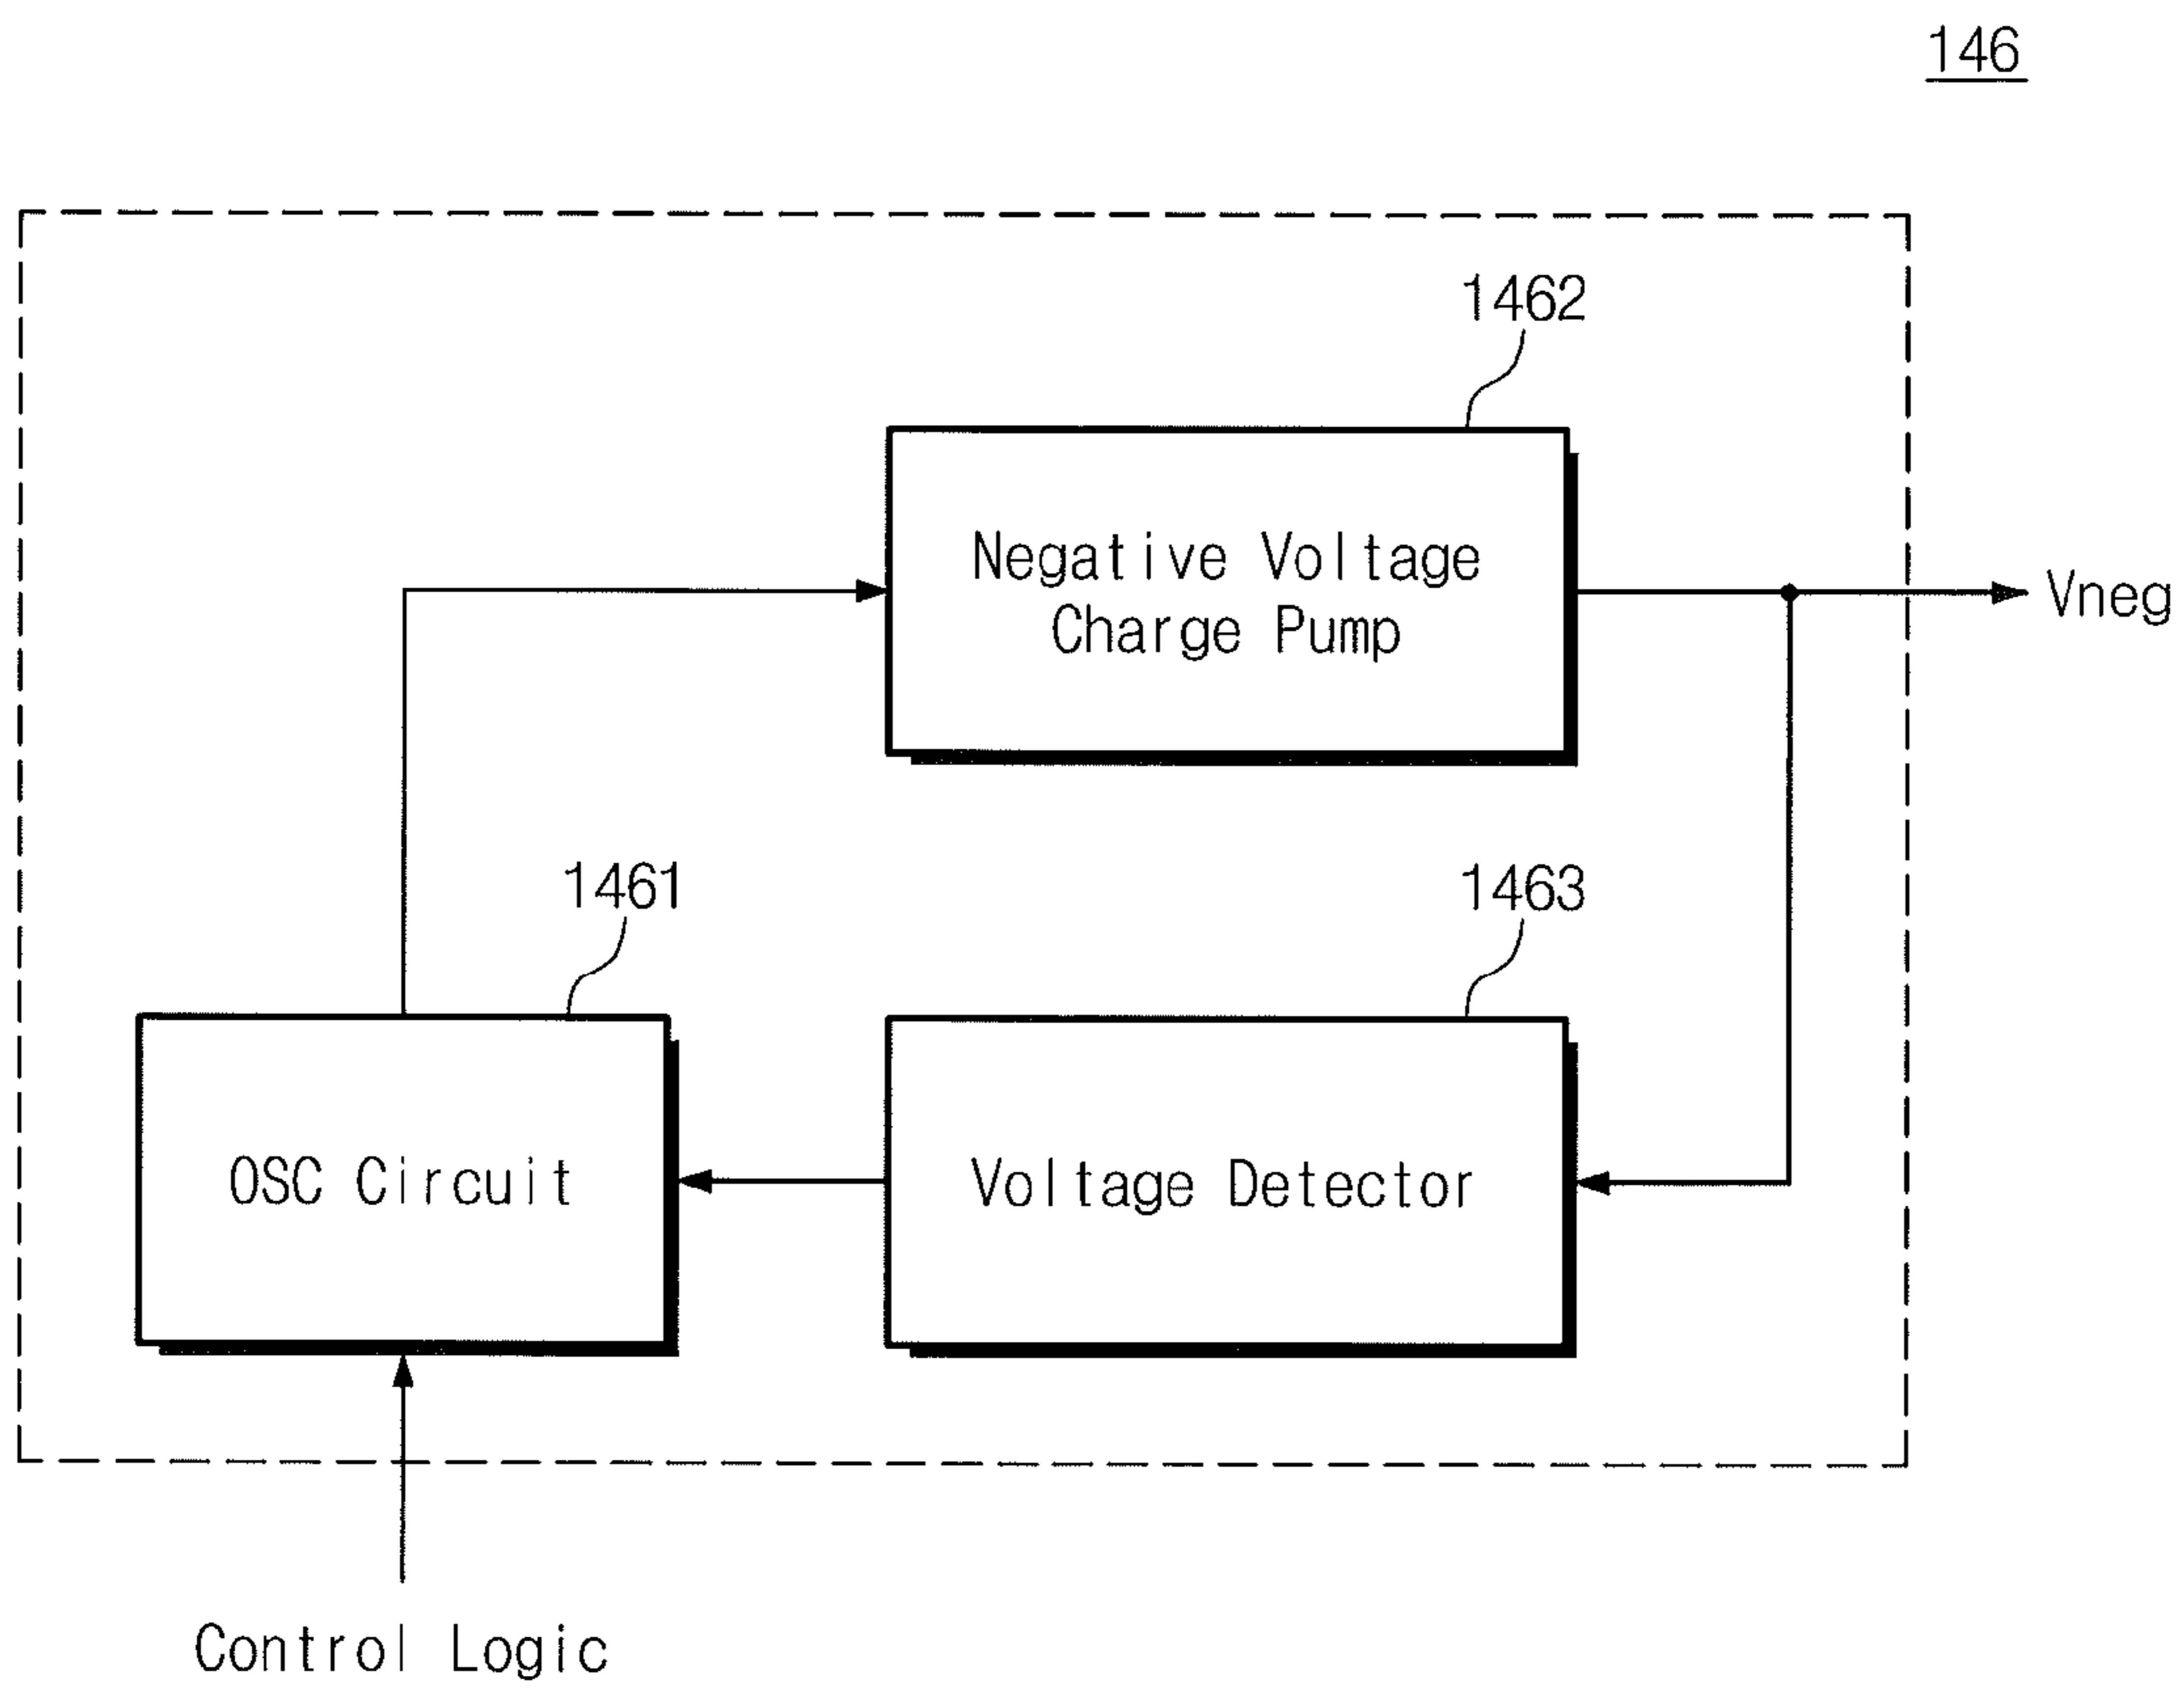 146
1462
Negative Voltage
Charge Pump
Vneg
1461
1463
OSC Circuit
Voltage Detector
Control Logic